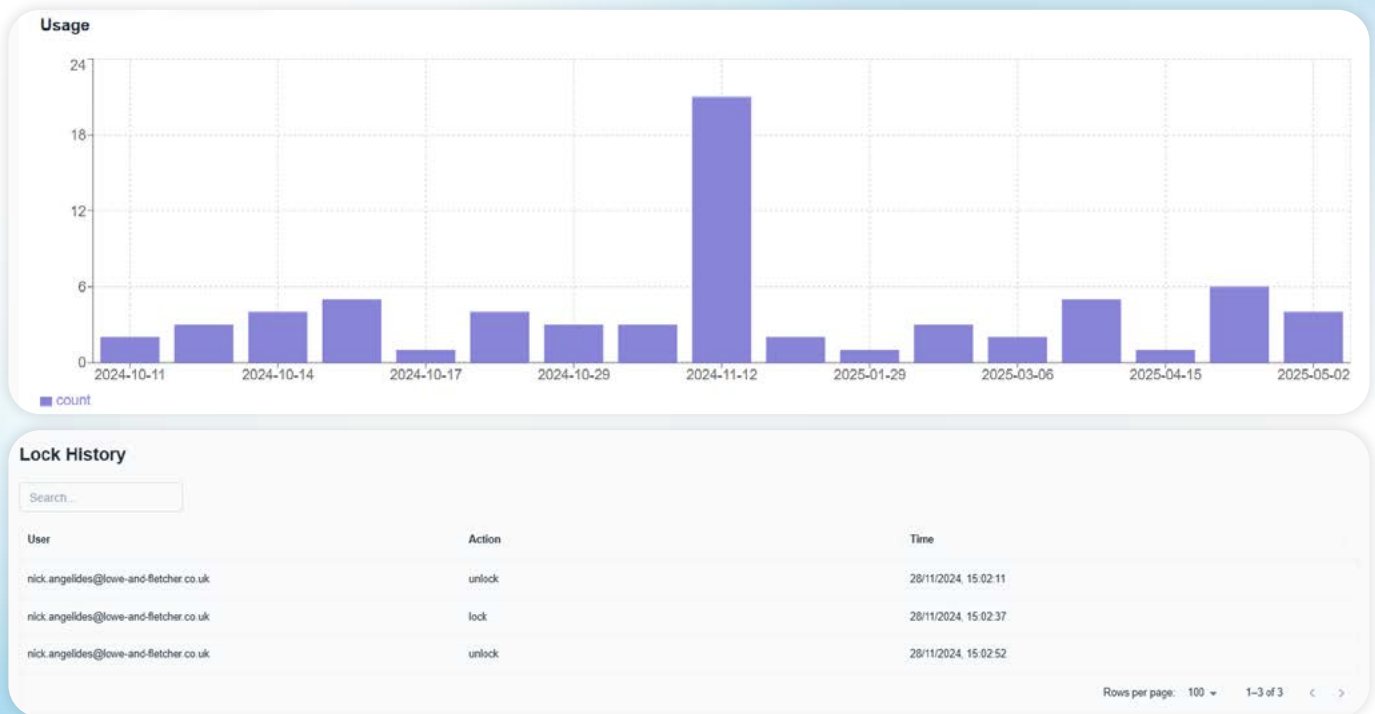 Usage
24
18
12
6
0
2024-10-11 2024-10-14 2024-10-17 2024-10-29 2024-11-12 2025-01-29 2025-03-06 2025-04-15 2025-05-02
count
Lock History
Search...
User Action Time
nick.angelides@lowe-and-fletcher.co.uk unlock 28/11/2024, 15:02:11
nick.angelides@lowe-and-fletcher.co.uk lock 28/11/2024, 15:02:37
nick.angelides@lowe-and-fletcher.co.uk unlock 28/11/2024, 15:02:52
Rows per page: 100 1–3 of 3